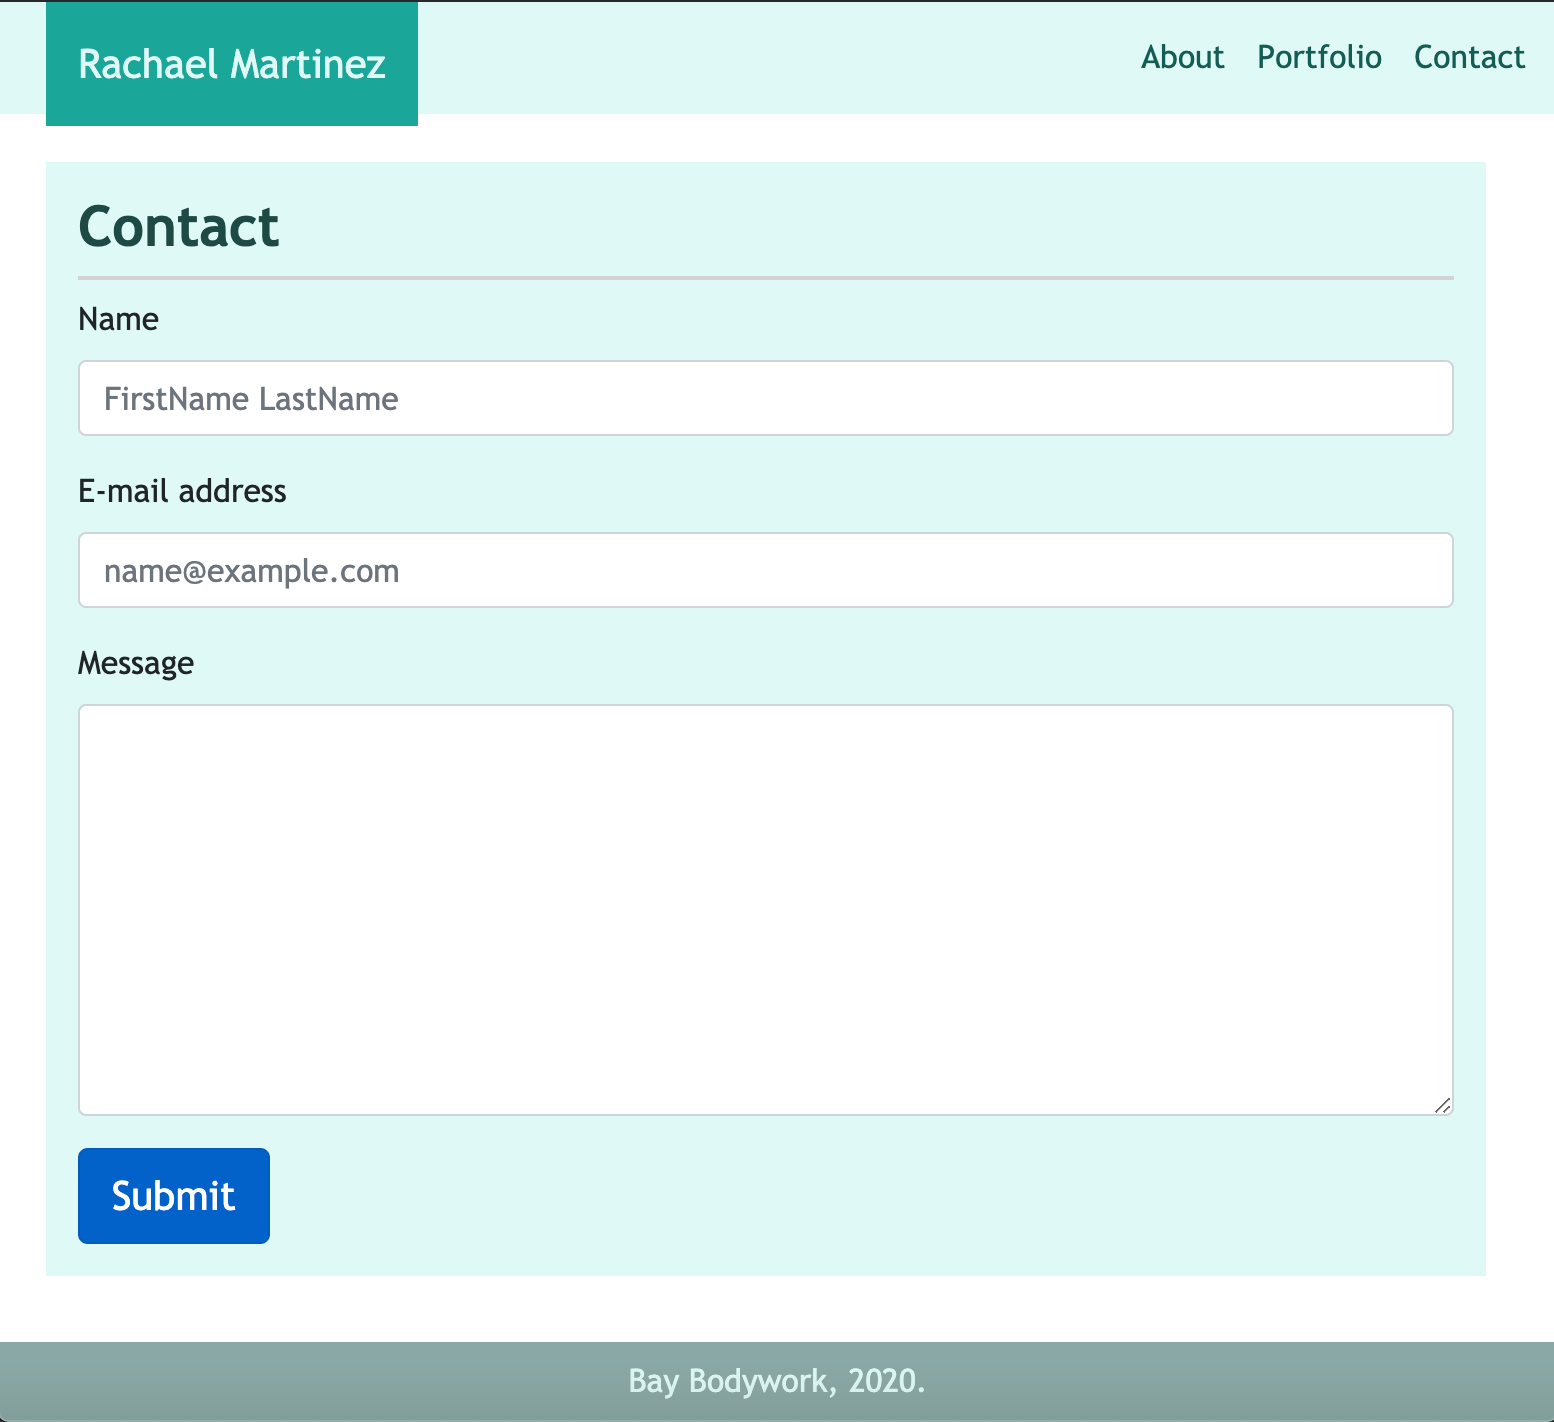 Rachael Martinez
About Portfolio Contact
Contact
Name
FirstName LastName
E-mail address
name@example.com
Message
Submit
Bay Bodywork, 2020.